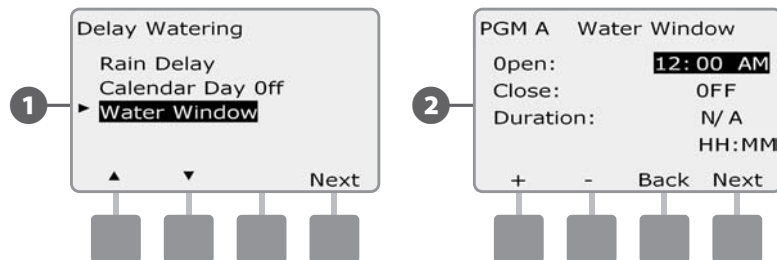 Delay Watering
Rain Delay
Calendar Day Off
Water Window
Next
1
PGM A Water Window
Open: 12:00 AM
Close: OFF
Duration: N/A
HH:MM
+ - Back Next
2